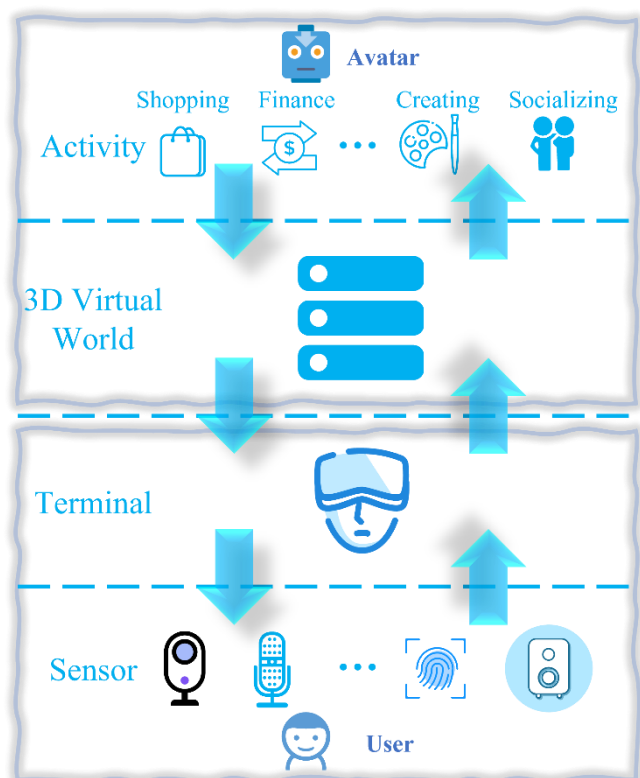 Avatar
Shopping Finance Creating Socializing
Activity $ ...
3D Virtual
World
Terminal
Sensor ...
User